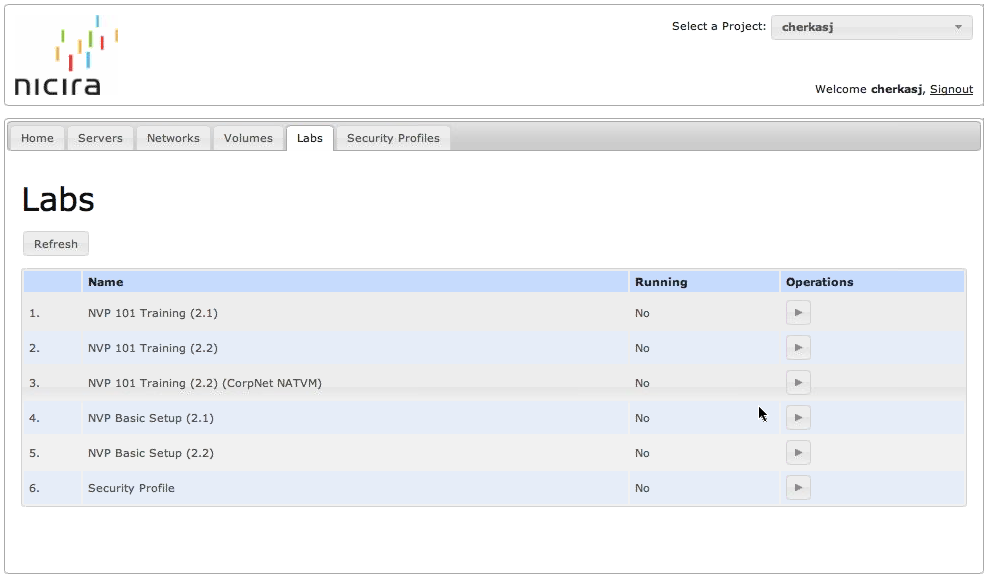 nicira
Select a Project: cherkasj
Welcome cherkasj, Signout
Home Servers Networks Volumes Labs Security Profiles
Labs
Refresh
Name Running Operations
1. NVP 101 Training (2.1) No
2. NVP 101 Training (2.2) No
3. NVP 101 Training (2.2) (CorpNet NATVM) No
4. NVP Basic Setup (2.1) No
5. NVP Basic Setup (2.2) No
6. Security Profile No